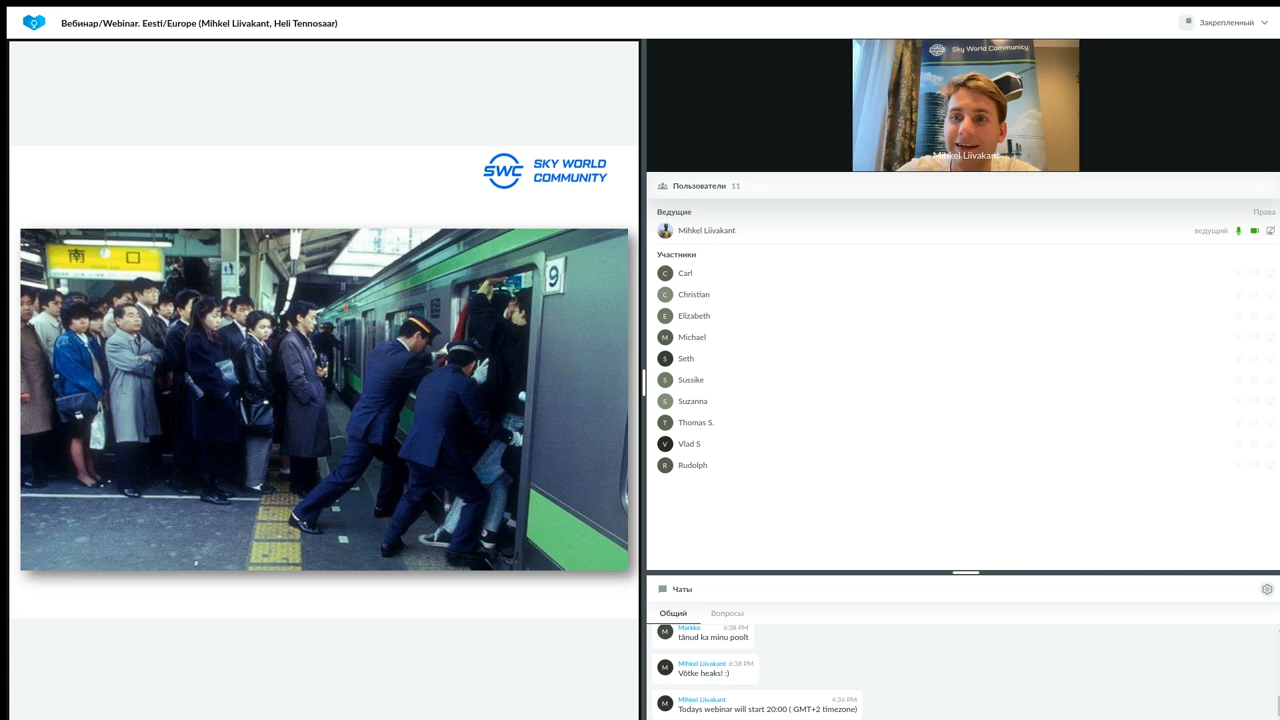 Вебинар/Webinar. Eesti/Europe (Mihkel Liivakant, Heli Tennosaar)
Закрепленный
SWC
SKY WORLD
COMMUNITY
南 口
9
Sky World Community
Mihkel Liivakant
Пользователи 11
Ведущие
Права
Mihkel Liivakant
ведущий
Участники
C Carl
C Christian
E Elizabeth
M Michael
S Seth
S Sussike
S Suzanna
T Thomas S.
V Vlad S
R Rudolph
Чаты
Общий
Вопросы
M
Markko 6:38 PM
tänud ka minu poolt
M
Mihkel Liivakant 6:38 PM
Võtke heaks! :)
M
Mihkel Liivakant 4:36 PM
Todays webinar will start 20:00 ( GMT+2 timezone)